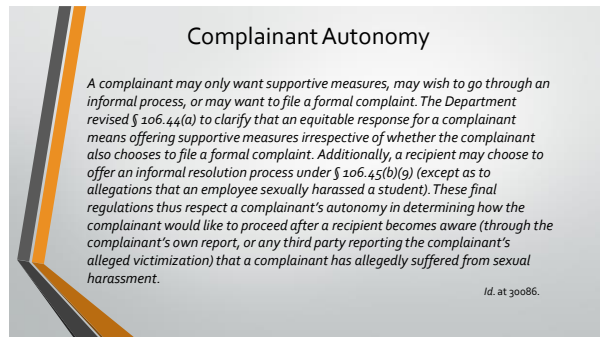 Complainant Autonomy
A complainant may only want supportive measures, may wish to go through an
informal process, or may want to file a formal complaint. The Department
revised § 106.44(a) to clarify that an equitable response for a complainant
means offering supportive measures irrespective of whether the complainant
also chooses to file a formal complaint. Additionally, a recipient may choose to
offer an informal resolution process under § 106.45(b)(9) (except as to
allegations that an employee sexually harassed a student). These final
regulations thus respect a complainant's autonomy in determining how the
complainant would like to proceed after a recipient becomes aware (through the
complainant's own report, or any third party reporting the complainant's
alleged victimization) that a complainant has allegedly suffered from sexual
harassment.
Id. at 30086.